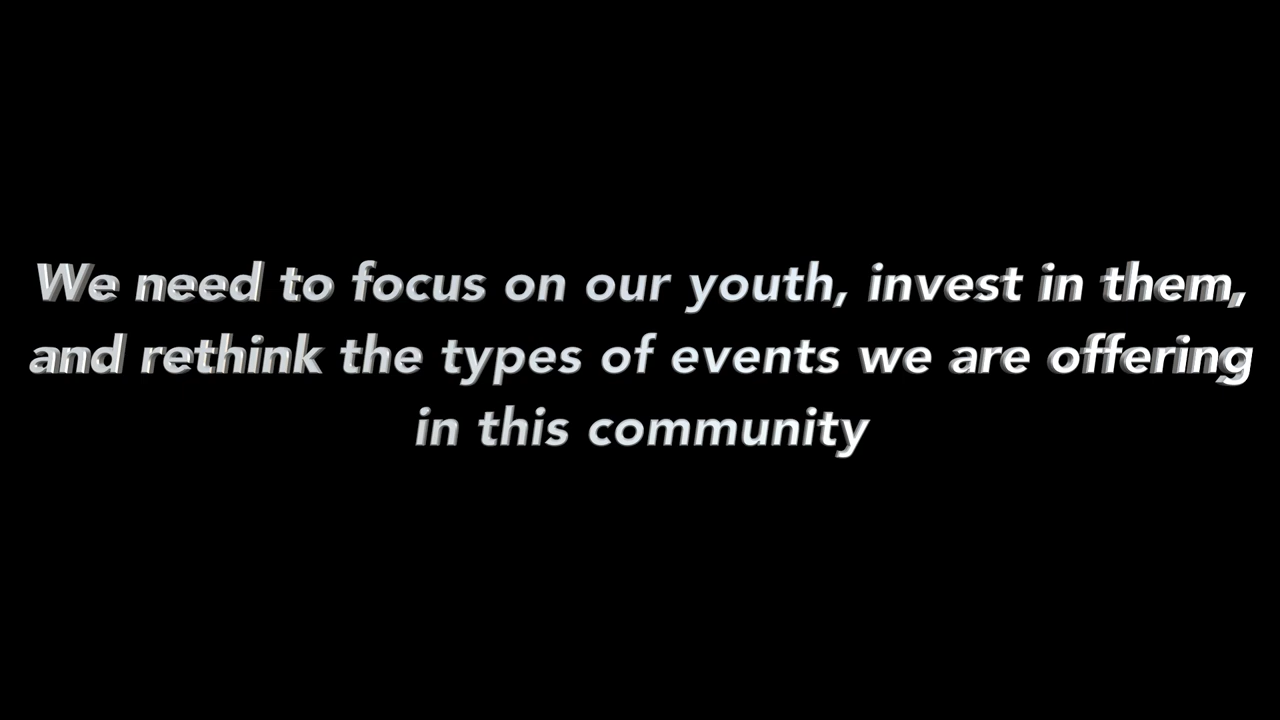 We need to focus on our youth, invest in them,
and rethink the types of events we are offering
in this community